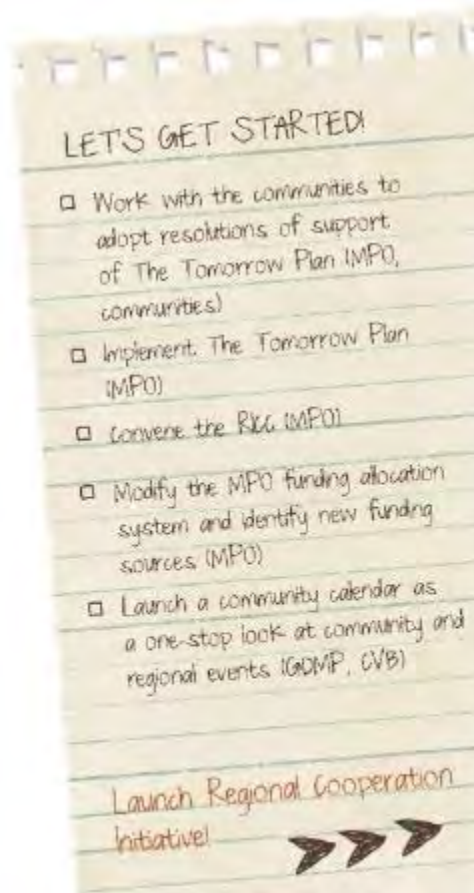 LET'S GET STARTED!
Work with the communities to
adopt resolutions of support
of The Tomorrow Plan (MPO,
communities)
Implement The Tomorrow Plan
(MPO)
Convene the (MPO)
Modify the MPO funding allocation
system and identify new funding
sources (MPO)
Launch a community calendar as
a one-stop look at community and
regional events (GDMP, CVB)
Launch Regional Cooperation
Initiative!